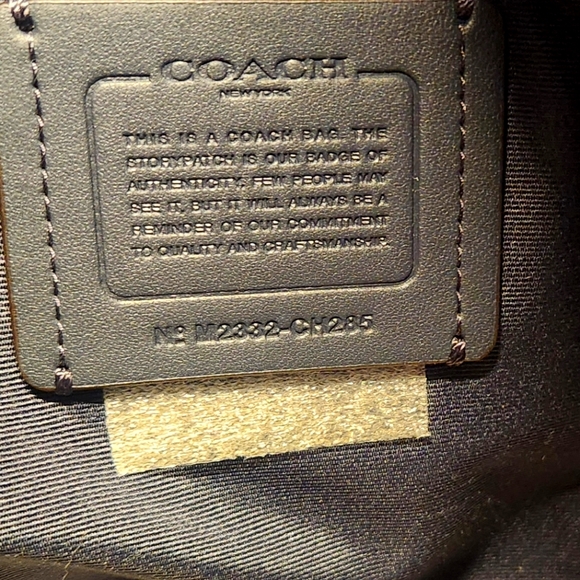 COACH
NEW YORK
THIS IS A COACH BAG. THE
STORYPATCH IS OUR BADGE OF
AUTHENTICITY. FEW PEOPLE MAY
SEE IT, BUT IT WILL ALWAYS BE A
REMINDER OF OUR COMMITMENT
TO QUALITY AND CRAFTSMANSHIP.
Nº M2332-CH285